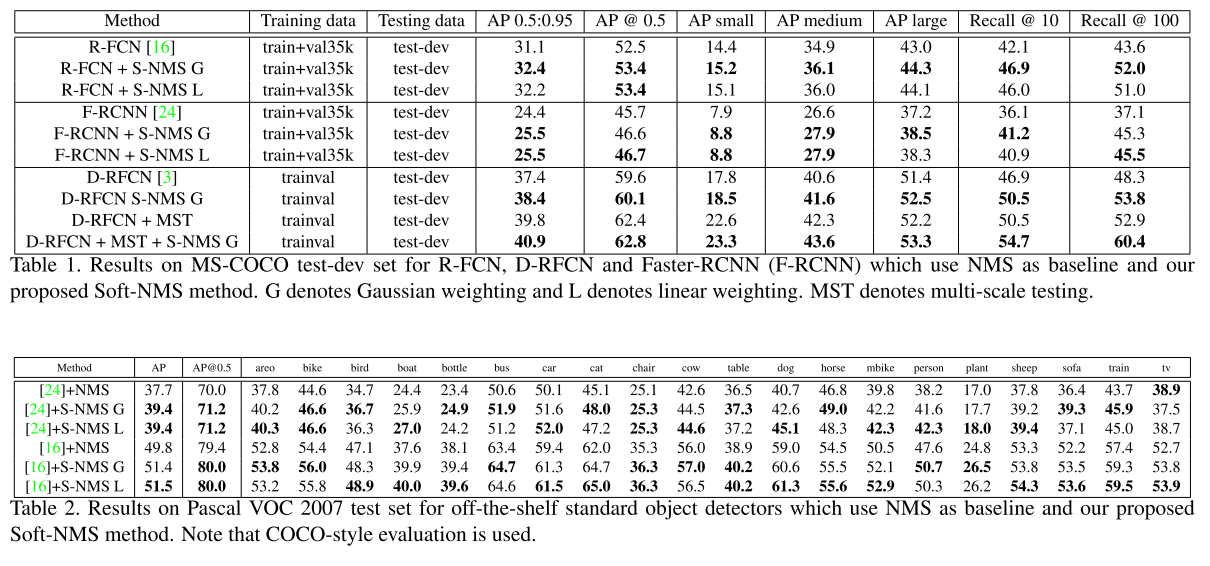 Method Training data Testing data AP 0.5:0.95 AP @ 0.5 AP small AP medium AP large Recall @ 10 Recall @ 100
R-FCN [16] train+val35k test-dev 31.1 52.5 14.4 34.9 43.0 42.1 43.6
R-FCN + S-NMS G train+val35k test-dev 32.4 53.4 15.2 36.1 44.3 46.9 52.0
R-FCN + S-NMS L train+val35k test-dev 32.2 53.4 15.1 36.0 44.1 46.0 51.0
F-RCNN [24] train+val35k test-dev 24.4 45.7 7.9 26.6 37.2 36.1 37.1
F-RCNN + S-NMS G train+val35k test-dev 25.5 46.6 8.8 27.9 38.5 41.2 45.3
F-RCNN + S-NMS L train+val35k test-dev 25.5 46.7 8.8 27.9 38.3 40.9 45.5
D-RFCN [3] trainval test-dev 37.4 59.6 17.8 40.6 51.4 46.9 48.3
D-RFCN S-NMS G trainval test-dev 38.4 60.1 18.5 41.6 52.5 50.5 53.8
D-RFCN + MST trainval test-dev 39.8 62.4 22.6 42.3 52.2 50.5 52.9
D-RFCN + MST + S-NMS G trainval test-dev 40.9 62.8 23.3 43.6 53.3 54.7 60.4
Table 1. Results on MS-COCO test-dev set for R-FCN, D-RFCN and Faster-RCNN (F-RCNN) which use NMS as baseline and our
proposed Soft-NMS method. G denotes Gaussian weighting and L denotes linear weighting. MST denotes multi-scale testing.
Method AP AP@0.5 areo bike bird boat bottle bus car cat chair cow table dog horse mbike person plant sheep sofa train tv
[24]+NMS 37.7 70.0 37.8 44.6 34.7 24.4 23.4 50.6 50.1 45.1 25.1 42.6 36.5 40.7 46.8 39.8 38.2 17.0 37.8 36.4 43.7 38.9
[24]+S-NMS G 39.4 71.2 40.2 46.6 36.7 25.9 24.9 51.9 51.6 48.0 25.3 44.5 37.3 42.6 49.0 42.2 41.6 17.7 39.2 39.3 45.9 37.5
[24]+S-NMS L 39.4 71.2 40.3 46.6 36.3 27.0 24.2 51.2 52.0 47.2 25.3 44.6 37.2 45.1 48.3 42.3 42.3 18.0 39.4 37.1 45.0 38.7
[16]+NMS 49.8 79.4 52.8 54.4 47.1 37.6 38.1 63.4 59.4 62.0 35.3 56.0 38.9 59.0 54.5 50.5 47.6 24.8 53.3 52.2 57.4 52.7
[16]+S-NMS G 51.4 80.0 53.8 56.0 48.3 39.9 39.4 64.7 61.3 64.7 36.3 57.0 40.2 60.6 55.5 52.1 50.7 26.5 53.8 53.5 59.3 53.8
[16]+S-NMS L 51.5 80.0 53.2 55.8 48.9 40.0 39.6 64.6 61.5 65.0 36.3 56.5 40.2 61.3 55.6 52.9 50.3 26.2 54.3 53.6 59.5 53.9
Table 2. Results on Pascal VOC 2007 test set for off-the-shelf standard object detectors which use NMS as baseline and our proposed
Soft-NMS method. Note that COCO-style evaluation is used.